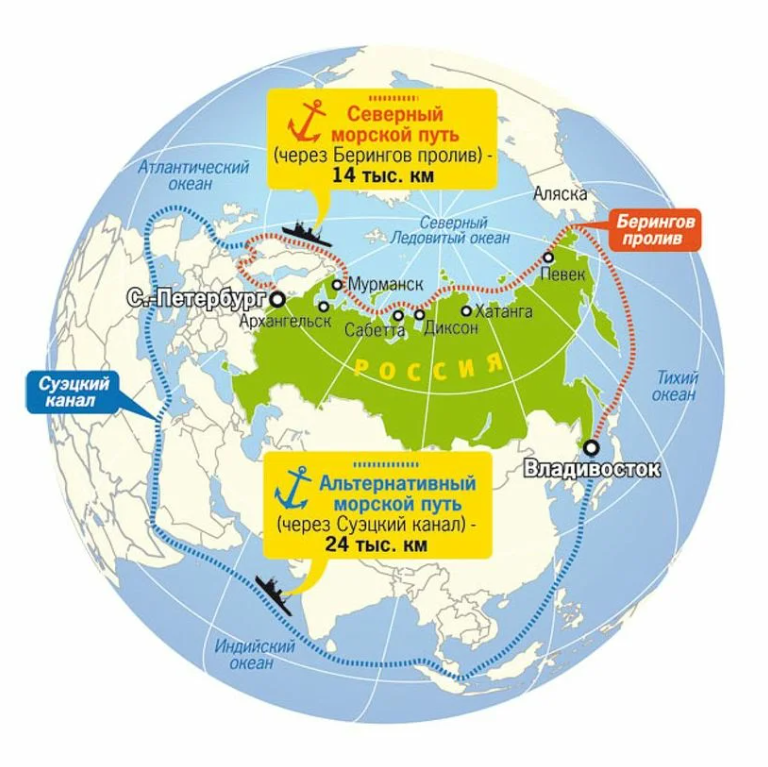 Северный
морской путь
(через Берингов пролив) -
14 тыс. км
Атлантический
океан
Аляска
Северный
Ледовитый океан
Берингов
пролив
Певек
Мурманск
С.-Петербург
Архангельск
Сабетта
Диксон
Хатанга
РОССИЯ
Суэцкий
канал
Тихий
океан
Владивосток
Альтернативный
морской путь
(через Суэцкий канал) -
24 тыс. км
Индийский
океан